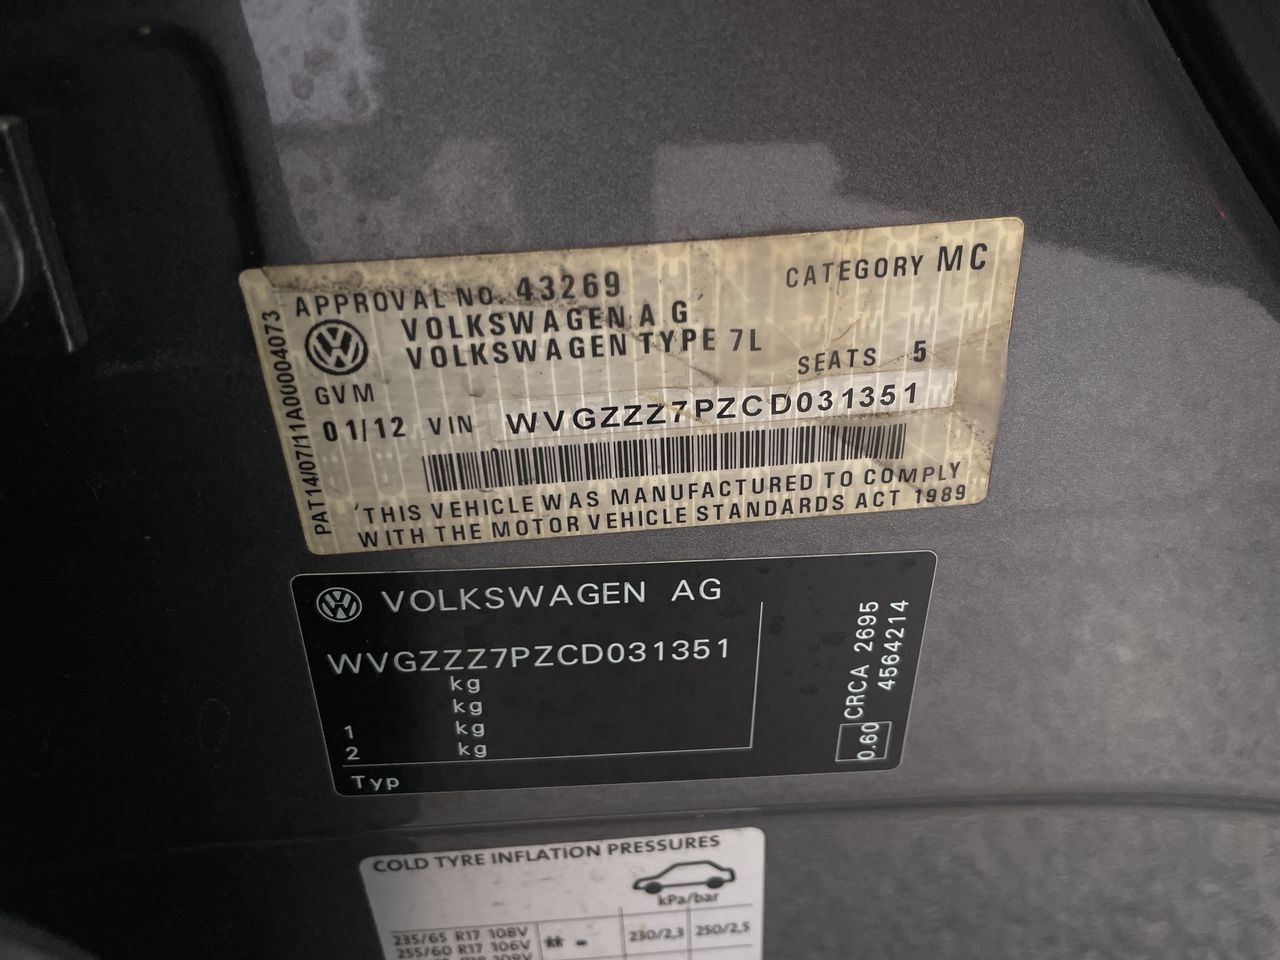 APPROVAL NO. 43269
CATEGORY MC
VOLKSWAGEN A G
VOLKSWAGEN TYPE 7L
SEATS 5
GVM
01/12 VIN WVGZZZ7PZCD031351
'THIS VEHICLE WAS MANUFACTURED TO COMPLY
WITH THE MOTOR VEHICLE STANDARDS ACT 1989
PAT14/07/11A00004073
VOLKSWAGEN AG
WVGZZZ7PZCD031351
kg
kg
1 kg
2 kg
Typ
0.60 CRCA 2695
4564214
COLD TYRE INFLATION PRESSURES
kPa/bar
235/65 R17 108V - 230/2,3 250/2,5
255/60 R17 106V